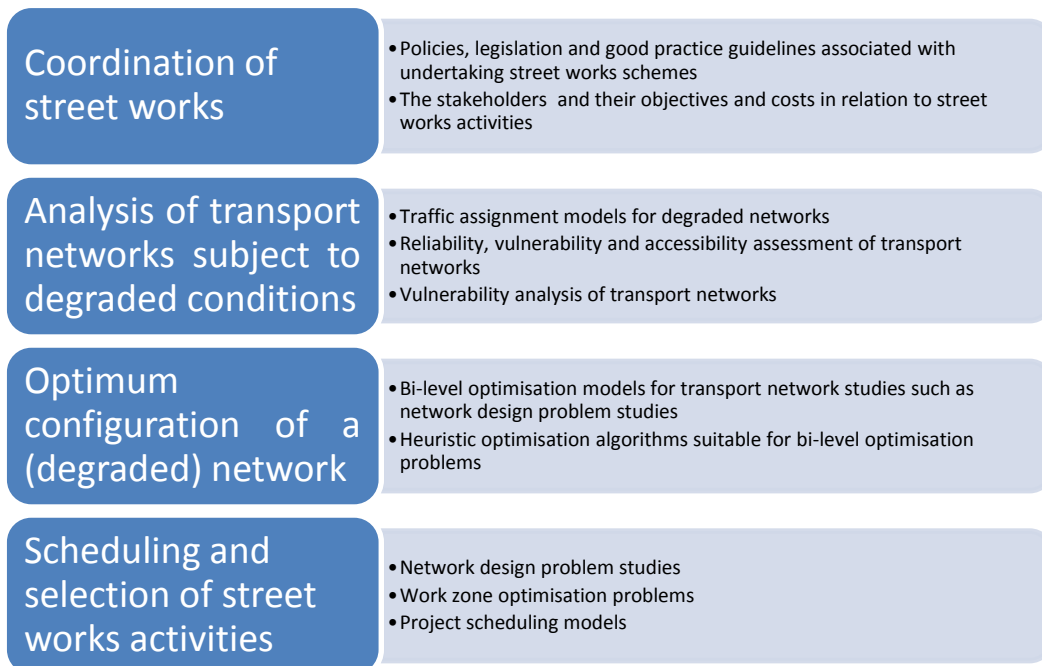 Coordination of
street works
•Policies, legislation and good practice guidelines associated with
undertaking street works schemes
•The stakeholders and their objectives and costs in relation to street
works activities
Analysis of transport
networks subject to
degraded conditions
•Traffic assignment models for degraded networks
•Reliability, vulnerability and accessibility assessment of transport
networks
•Vulnerability analysis of transport networks
Optimum
configuration of a
(degraded) network
•Bi-level optimisation models for transport network studies such as
network design problem studies
•Heuristic optimisation algorithms suitable for bi-level optimisation
problems
Scheduling and
selection of street
works activities
•Network design problem studies
•Work zone optimisation problems
•Project scheduling models